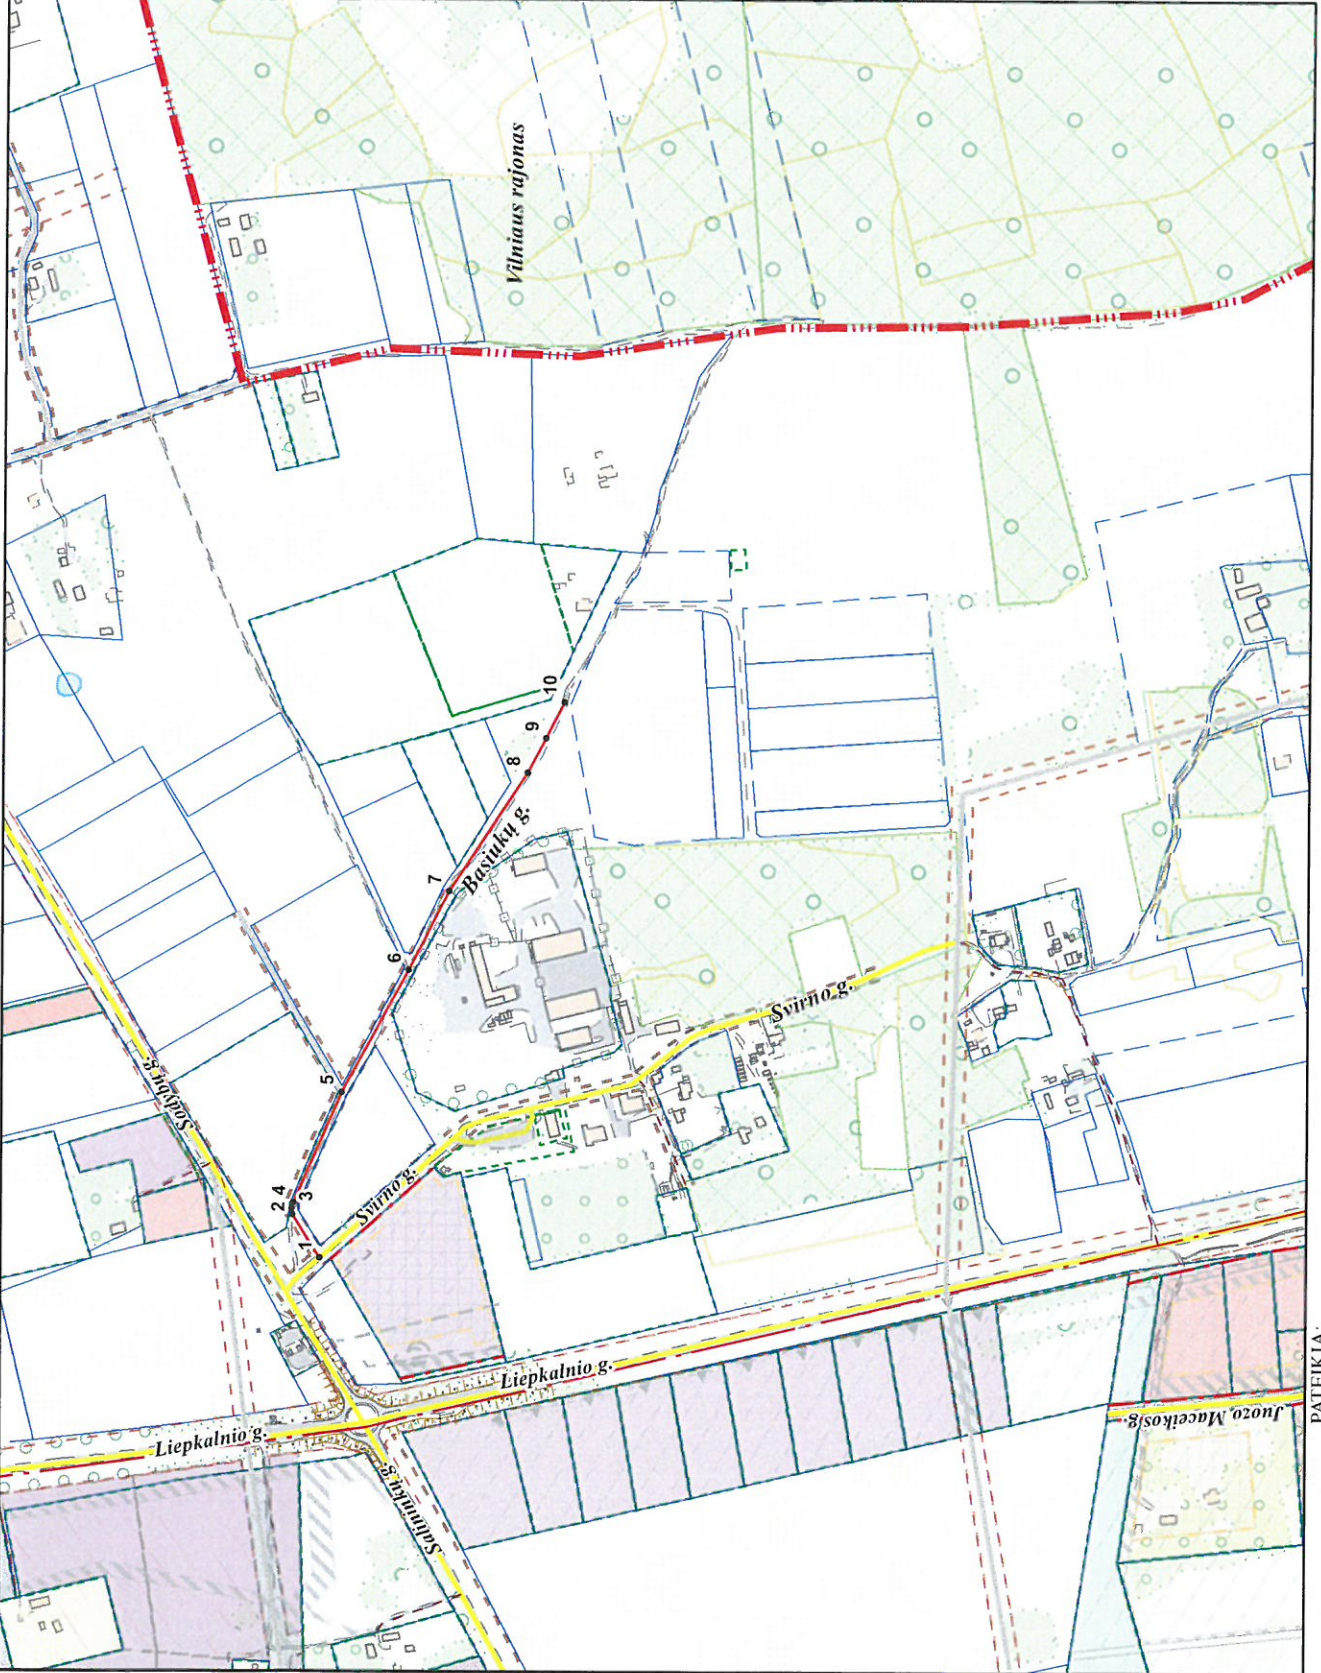 Vilniaus rajonas
10
9
8
Basiukų g.
7
6
5
Sodybų g.
2 4
3
1
Svirno g.
Svirno g.
Liepkalnio g.
Liepkalnio g.
Salininkų g.
Juozo Maceikos g.
PATEIKIA: